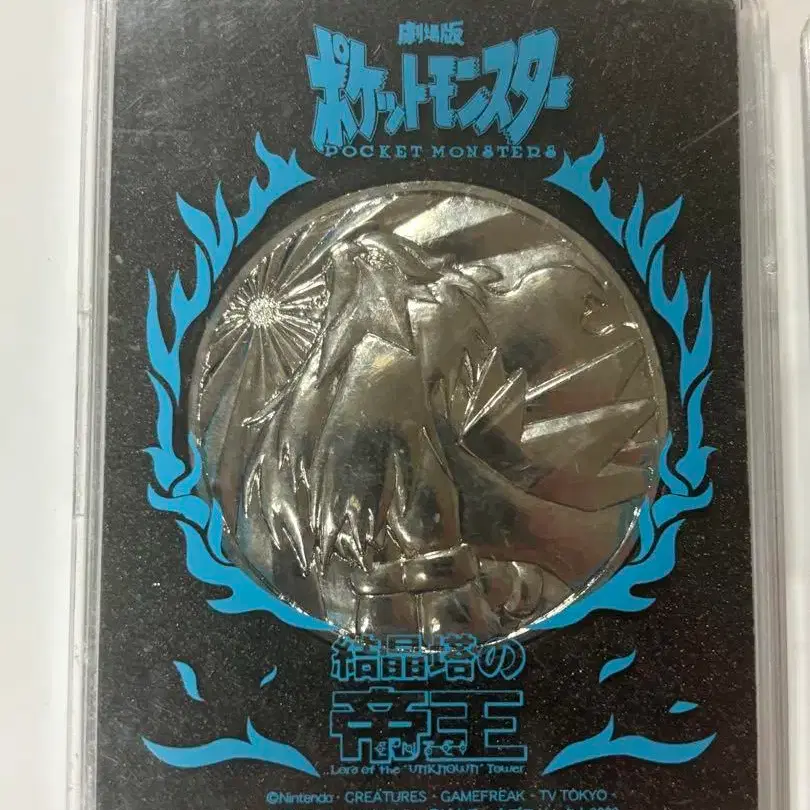 劇場版
ポケットモンスター
POCKET MONSTERS
結晶塔の
帝王
ENTEI
Lord of the "UNKNOWN" Tower
©Nintendo・CREATURES・GAMEFREAK・TV TOKYO・